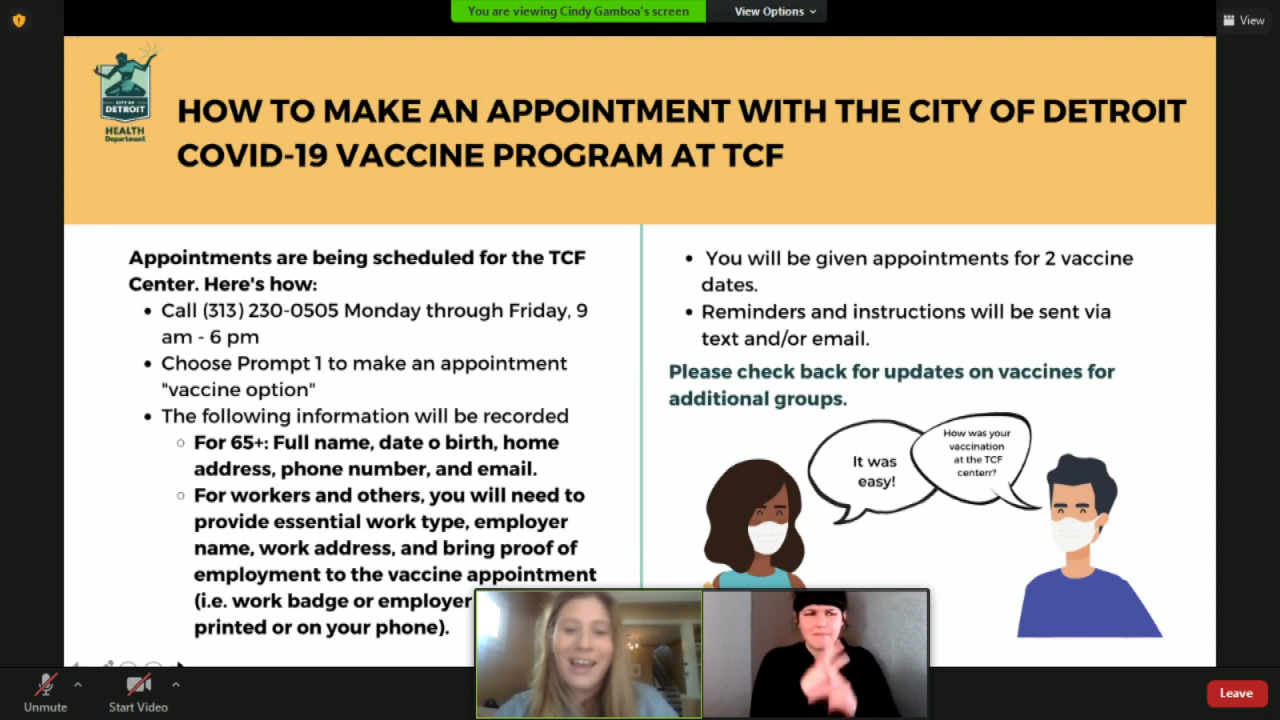 You are viewing Cindy Gamboa's screen
View Options
View
CITY OF
DETROIT
HEALTH
Department
HOW TO MAKE AN APPOINTMENT WITH THE CITY OF DETROIT
COVID-19 VACCINE PROGRAM AT TCF
Appointments are being scheduled for the TCF
Center. Here's how:
• Call (313) 230-0505 Monday through Friday, 9
am - 6 pm
• Choose Prompt 1 to make an appointment
"vaccine option"
• The following information will be recorded
○ For 65+: Full name, date o birth, home
address, phone number, and email.
○ For workers and others, you will need to
provide essential work type, employer
name, work address, and bring proof of
employment to the vaccine appointment
(i.e. work badge or employer
printed or on your phone).
• You will be given appointments for 2 vaccine
dates.
• Reminders and instructions will be sent via
text and/or email.
Please check back for updates on vaccines for
additional groups.
It was
easy!
How was your
vaccination
at the TCF
centerr?
Unmute
Start Video
Leave